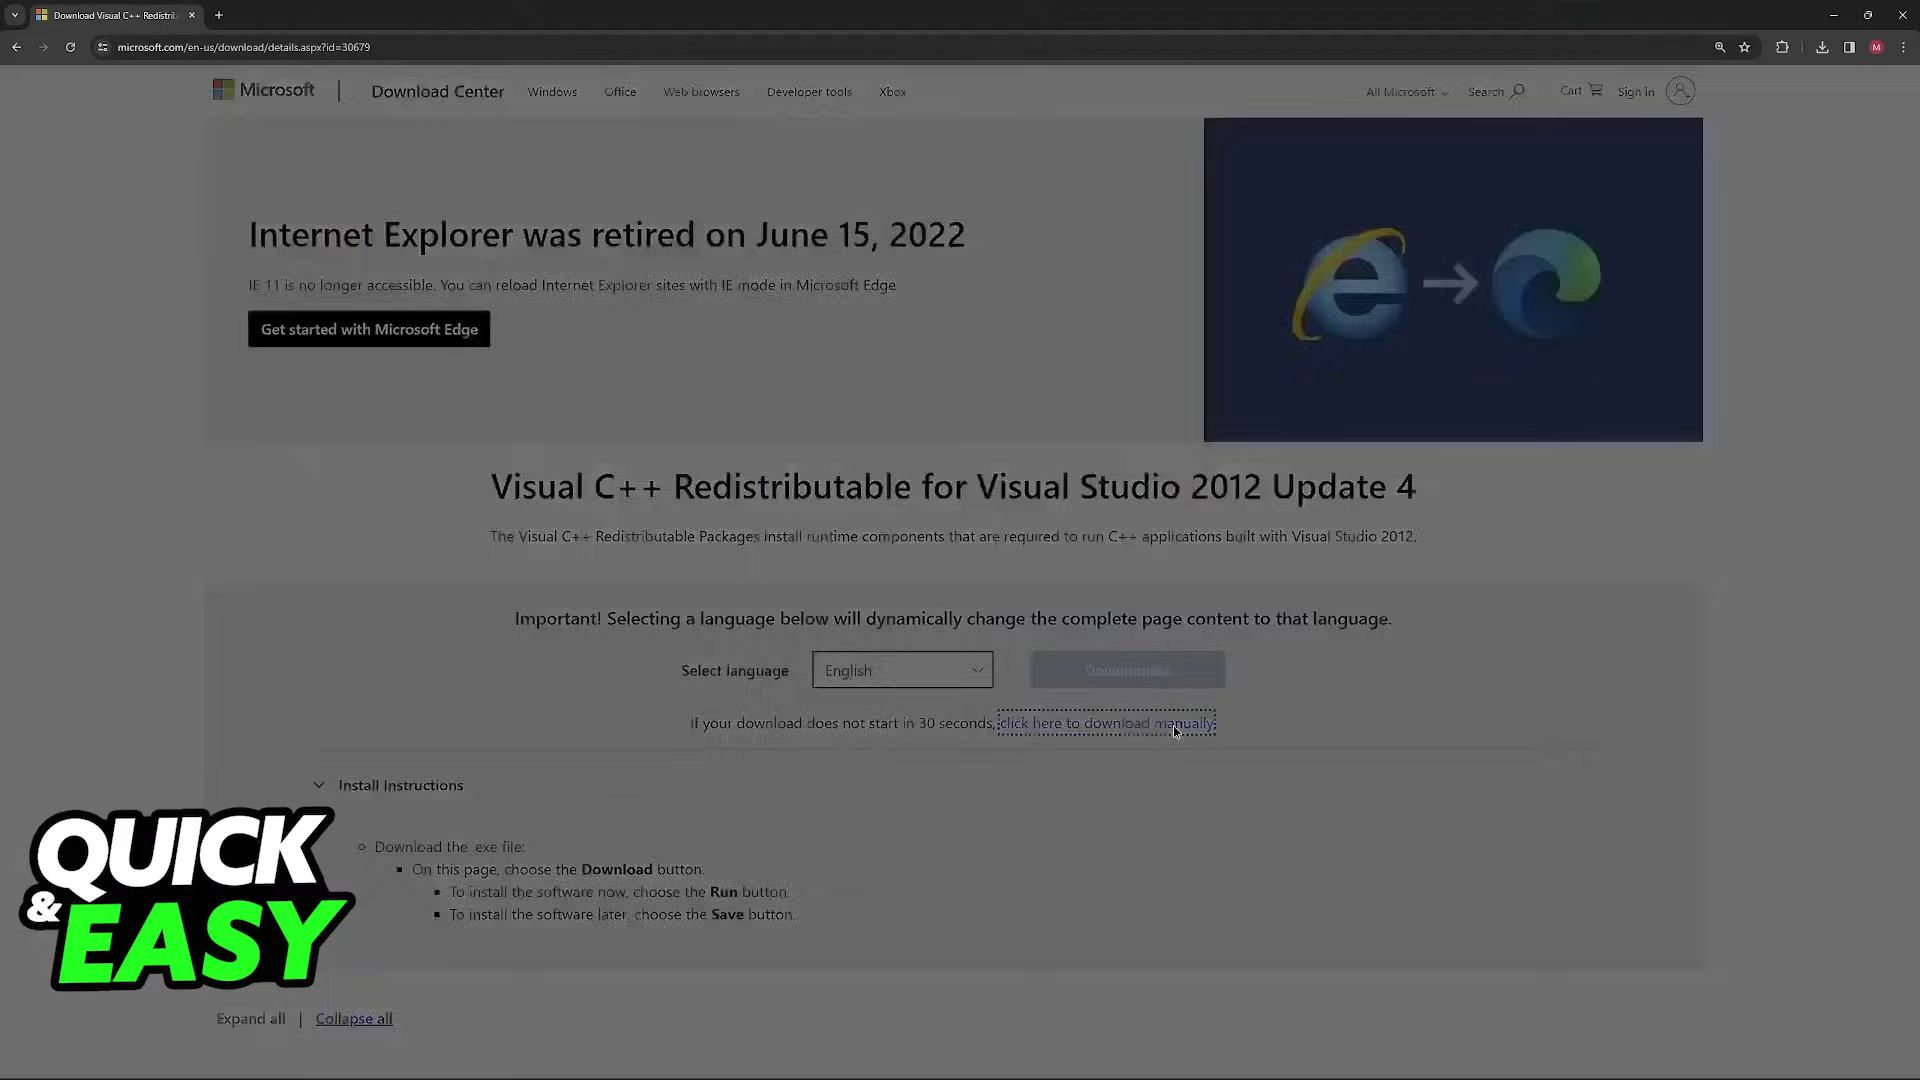 Download Visual C++ Redistrib
microsoft.com/en-us/download/details.aspx?id=30679
M
Microsoft
Download Center
Windows
Office
Web browsers
Developer tools
Xbox
All Microsoft
Search
Cart
Sign in
Internet Explorer was retired on June 15, 2022
IE 11 is no longer accessible. You can reload Internet Explorer sites with IE mode in Microsoft Edge
Get started with Microsoft Edge
Visual C++ Redistributable for Visual Studio 2012 Update 4
The Visual C++ Redistributable Packages install runtime components that are required to run C++ applications built with Visual Studio 2012.
Important! Selecting a language below will dynamically change the complete page content to that language.
Select language
English
If your download does not start in 30 seconds, click here to download manually
Install Instructions
Download the .exe file:
On this page, choose the Download button.
To install the software now, choose the Run button.
To install the software later, choose the Save button.
QUICK
& EASY
Expand all | Collapse all